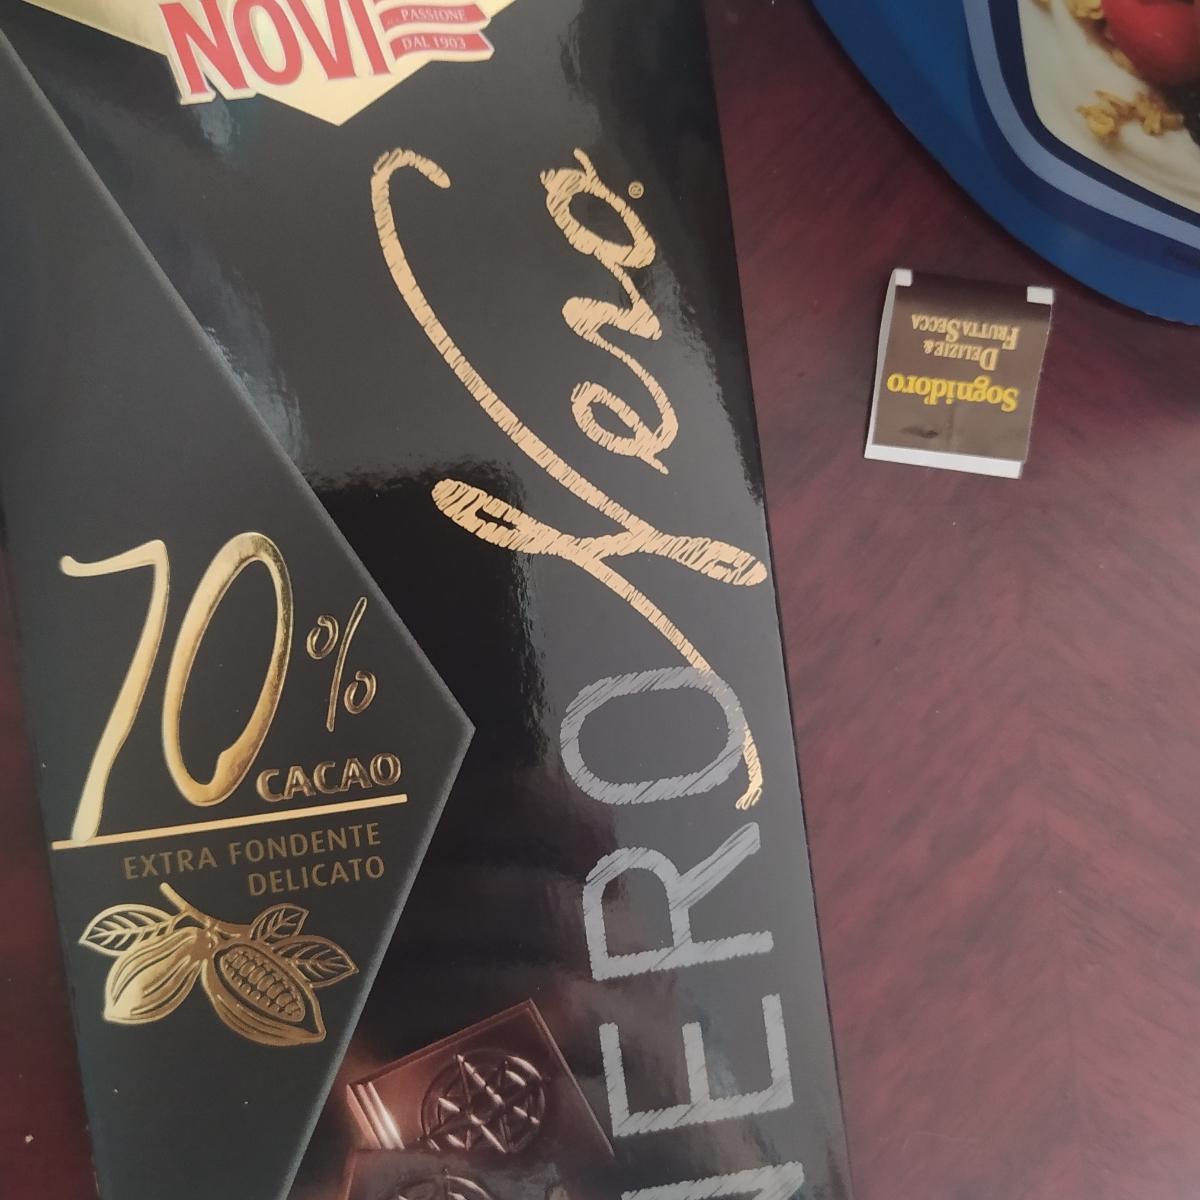 NOVI
... PASSIONE
DAL 1903
Nero®
NERO
70%
CACAO
EXTRA FONDENTE
DELICATO
Sognidoro
DELIZIE &
FRUTTA SECCA